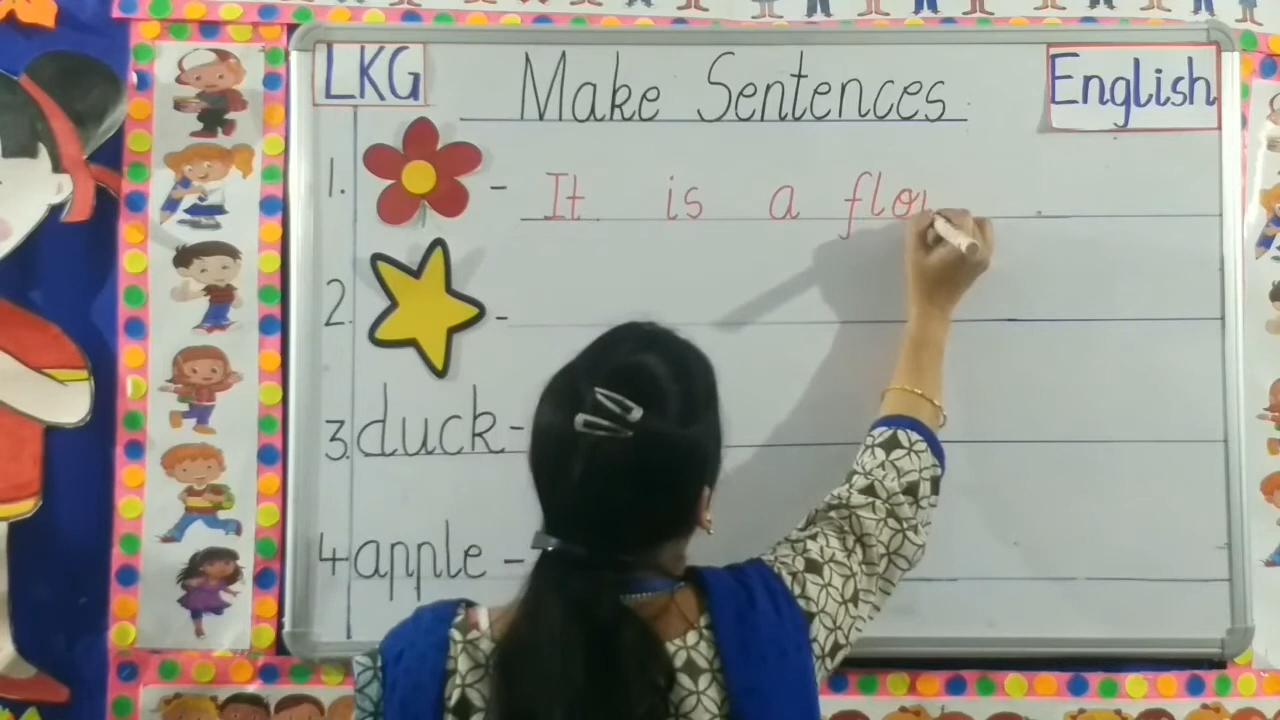 LKG Make Sentences English
1. - It is a flo
2. -
3. duck -
4 apple -